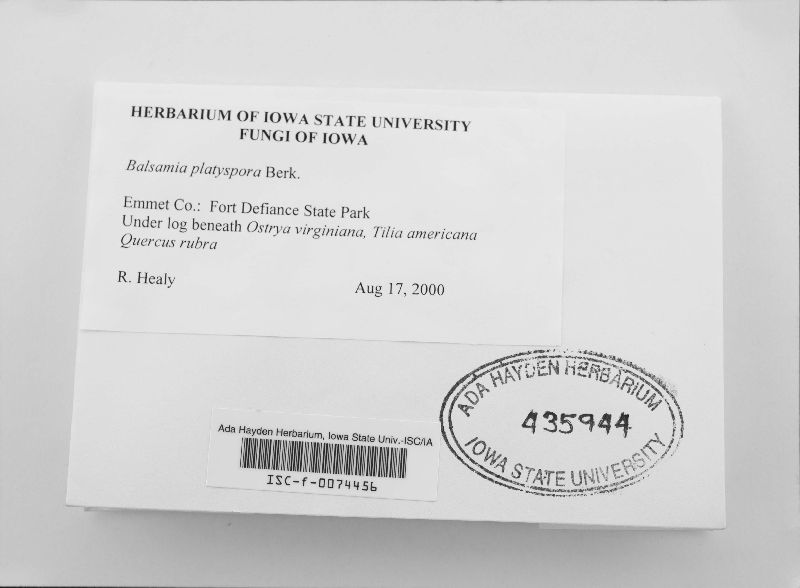 HERBARIUM OF IOWA STATE UNIVERSITY
FUNGI OF IOWA
Balsamia platyspora Berk.
Emmet Co.: Fort Defiance State Park
Under log beneath Ostrya virginiana, Tilia americana
Quercus rubra
R. Healy
Aug 17, 2000
ADA HAYDEN HERBARIUM
435944
IOWA STATE UNIVERSITY
Ada Hayden Herbarium, Iowa State Univ.-ISC/IA
ISC-f-0074456